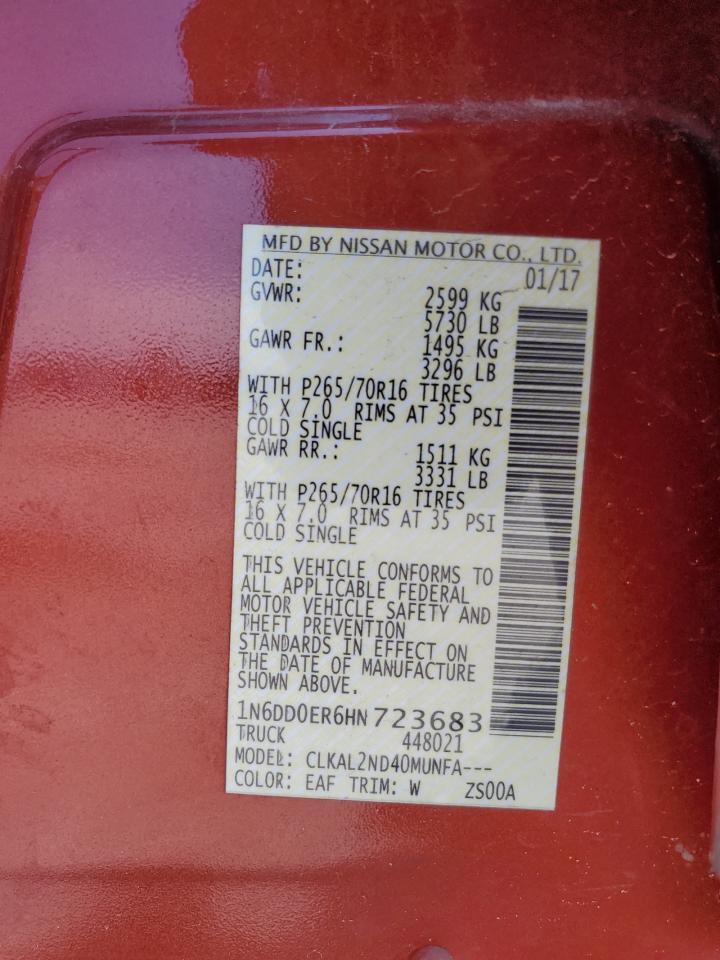 MFD BY NISSAN MOTOR CO., LTD.
DATE: 01/17
GVWR: 2599 KG
5730 LB
GAWR FR.: 1495 KG
3296 LB
WITH P265/70R16 TIRES
16 X 7.0 RIMS AT 35 PSI
COLD SINGLE
GAWR RR.: 1511 KG
3331 LB
WITH P265/70R16 TIRES
16 X 7.0 RIMS AT 35 PSI
COLD SINGLE
THIS VEHICLE CONFORMS TO
ALL APPLICABLE FEDERAL
MOTOR VEHICLE SAFETY AND
THEFT PREVENTION
STANDARDS IN EFFECT ON
THE DATE OF MANUFACTURE
SHOWN ABOVE.
1N6DD0ER6HN723683
TRUCK 448021
MODEL: CLKAL2ND40MUNFA---
COLOR: EAF TRIM: W ZS00A